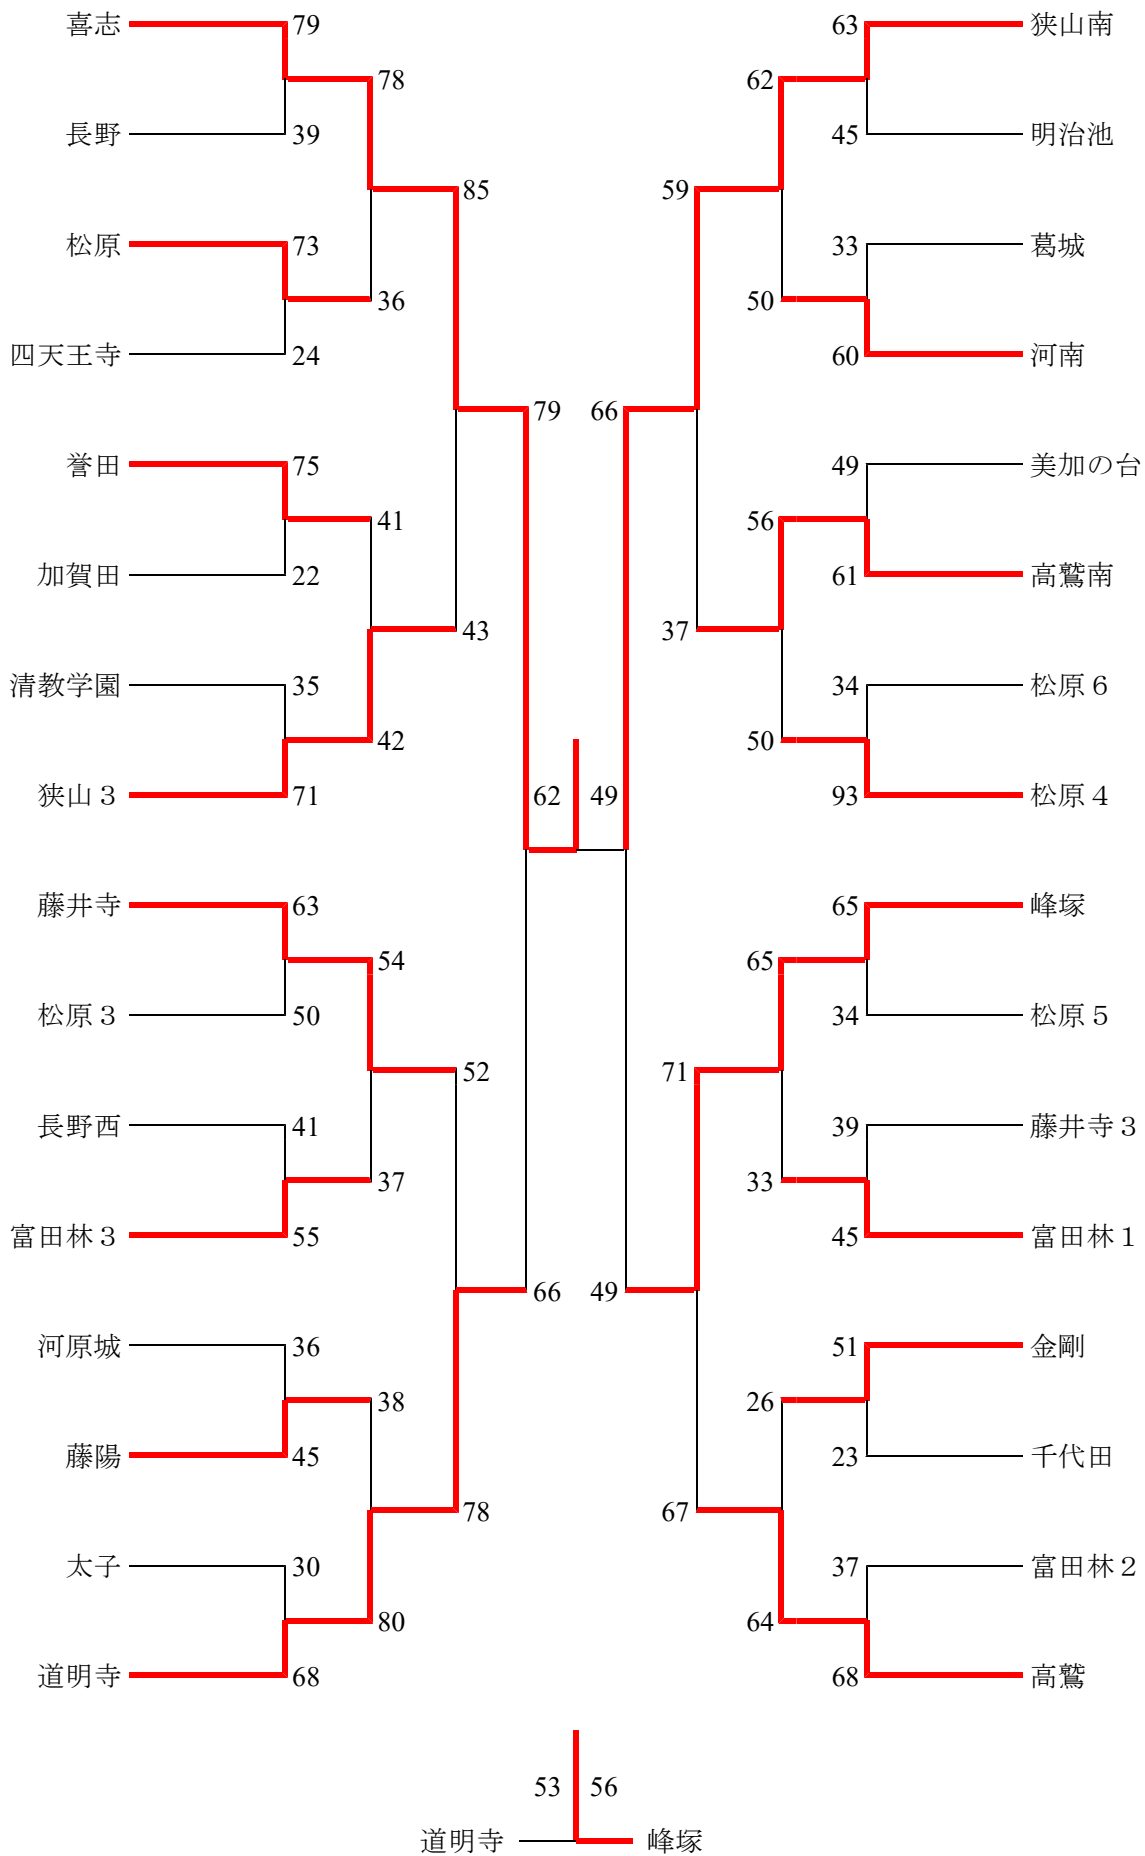 喜志 79 63 狭山南
78 62
長野 39 45 明治池
85 59
松原 73 33 葛城
36 50
四天王寺 24 60 河南
79 66
誉田 75 49 美加の台
41 56
加賀田 22 61 高鷲南
43 37
清教学園 35 34 松原６
42 50
狭山３ 71 62 49 93 松原４
藤井寺 63 65 峰塚
54 65
松原３ 50 34 松原５
52 71
長野西 41 39 藤井寺３
37 33
富田林３ 55 45 富田林１
66 49
河原城 36 51 金剛
38 26
藤陽 45 23 千代田
78 67
太子 30 37 富田林２
80 64
道明寺 68 68 高鷲
53 56
道明寺 峰塚